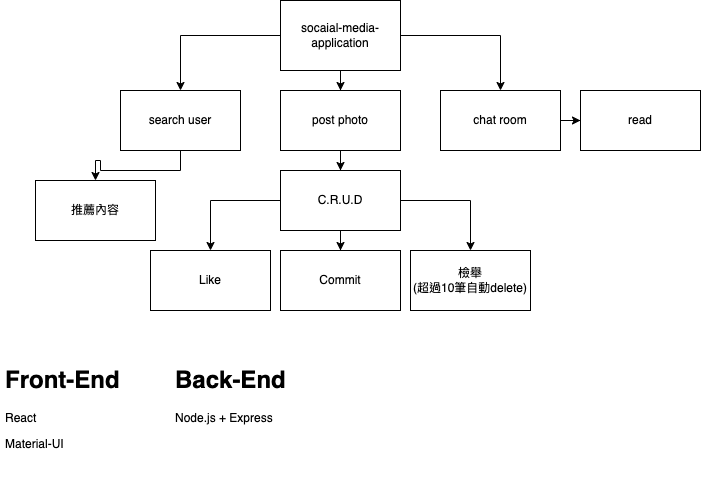 socaial-media-
application
search user
post photo
chat room
read
推薦內容
C.R.U.D
Like
Commit
檢舉
(超過10筆自動delete)
Front-End
Back-End
React
Node.js + Express
Material-UI